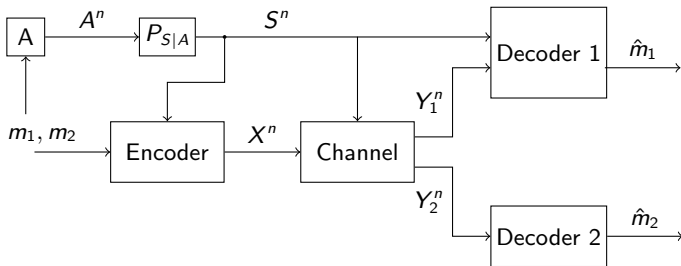 A
A^n
P_{S|A}
S^n
Decoder 1
m̂_1
Y_1^n
m_1, m_2
Encoder
X^n
Channel
Y_2^n
Decoder 2
m̂_2